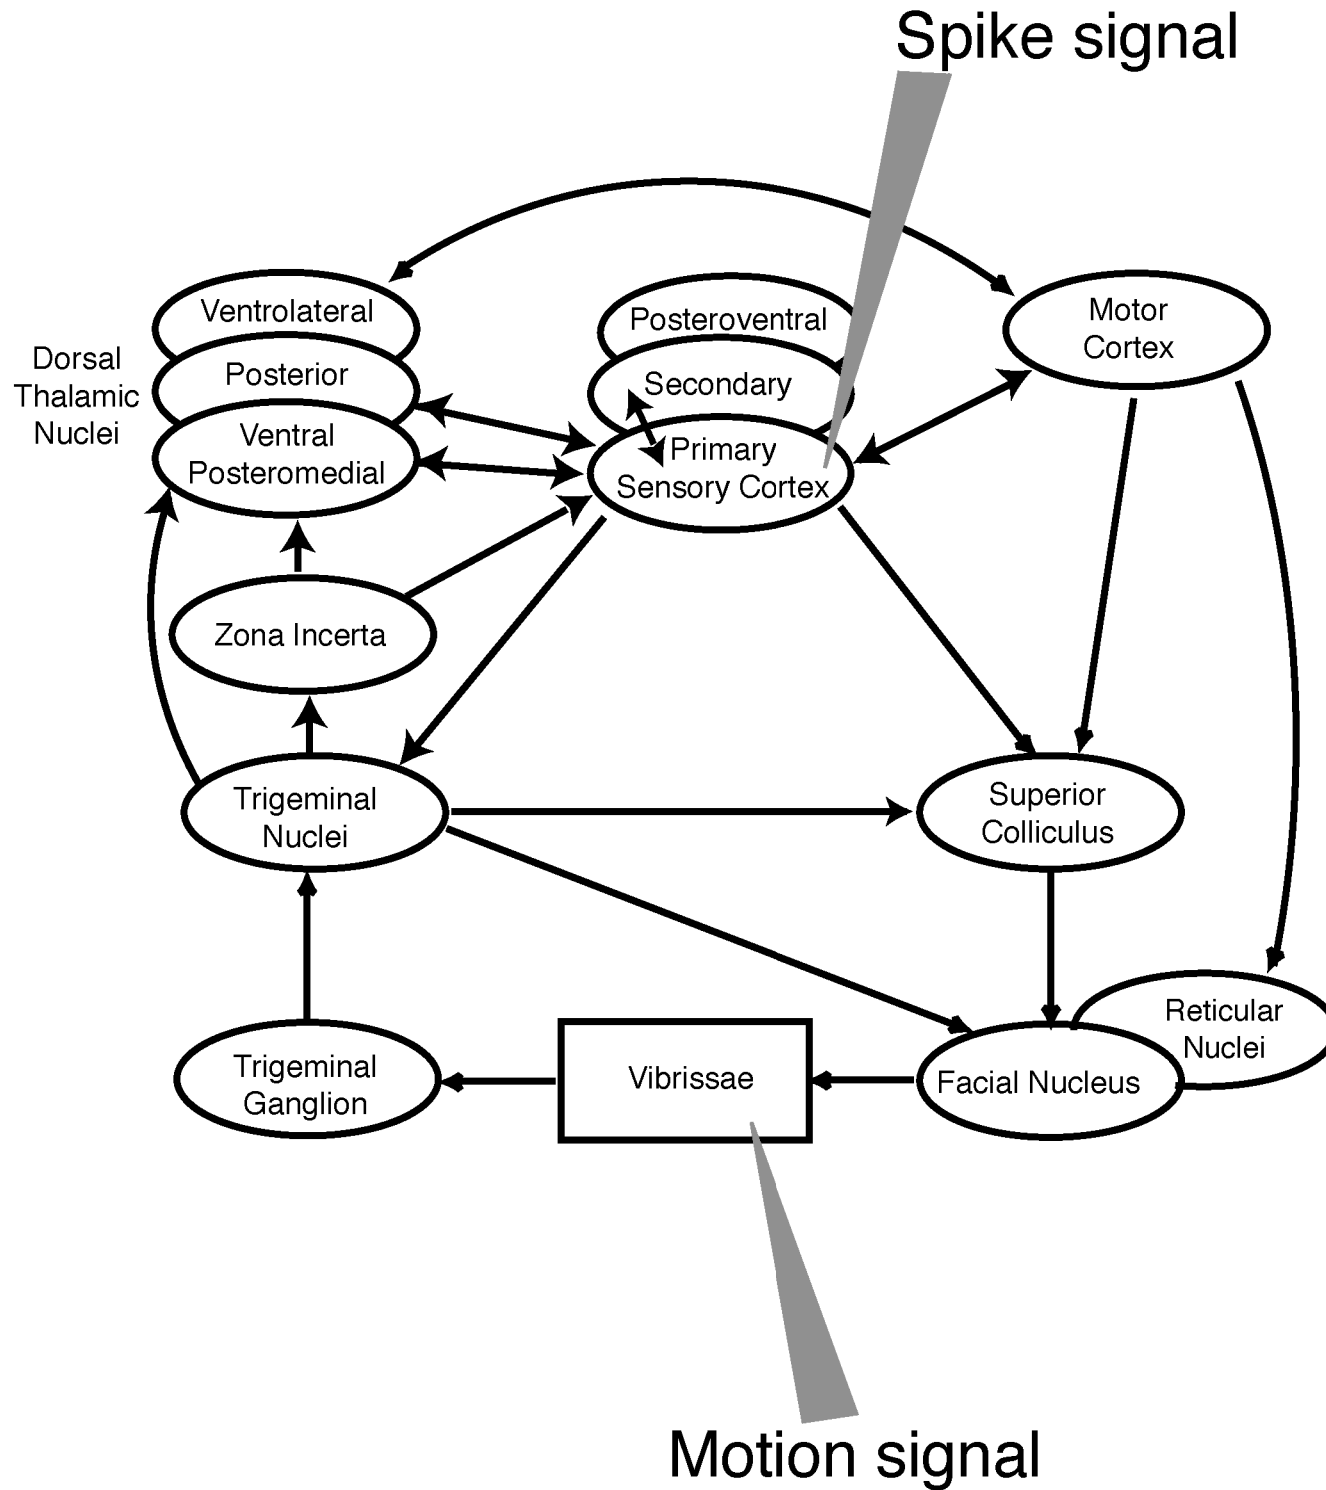 Spike signal
Ventrolateral
Posterior
Ventral
Posteromedial
Dorsal
Thalamic
Nuclei
Posteroventral
Secondary
Primary
Sensory Cortex
Motor
Cortex
Zona Incerta
Trigeminal
Nuclei
Superior
Colliculus
Trigeminal
Ganglion
Vibrissae
Facial Nucleus
Reticular
Nuclei
Motion signal